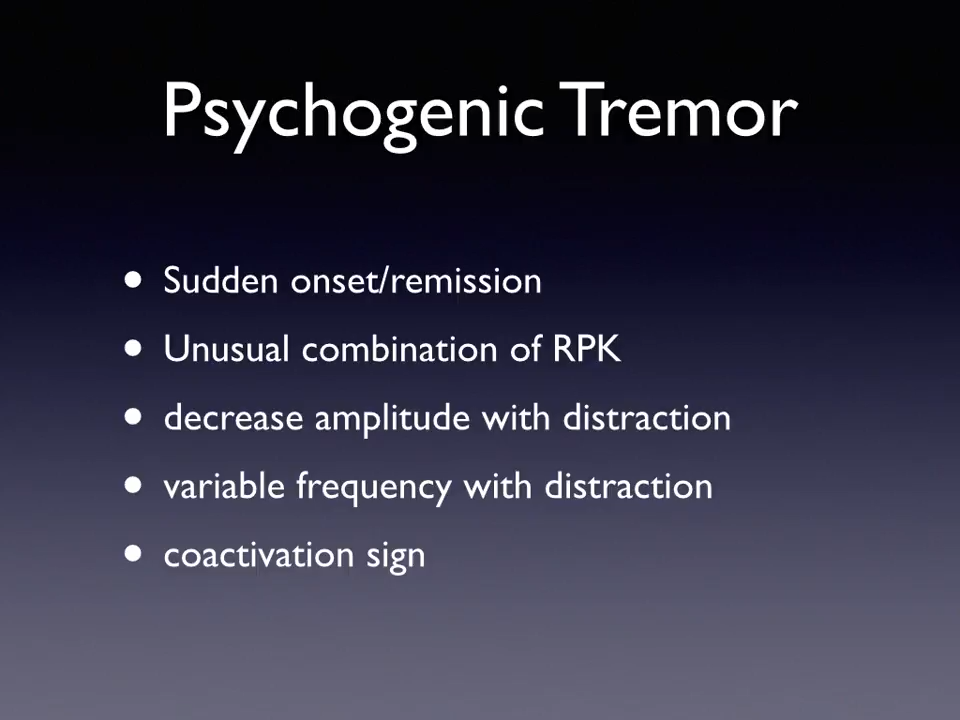 Psychogenic Tremor
• Sudden onset/remission
• Unusual combination of RPK
• decrease amplitude with distraction
• variable frequency with distraction
• coactivation sign